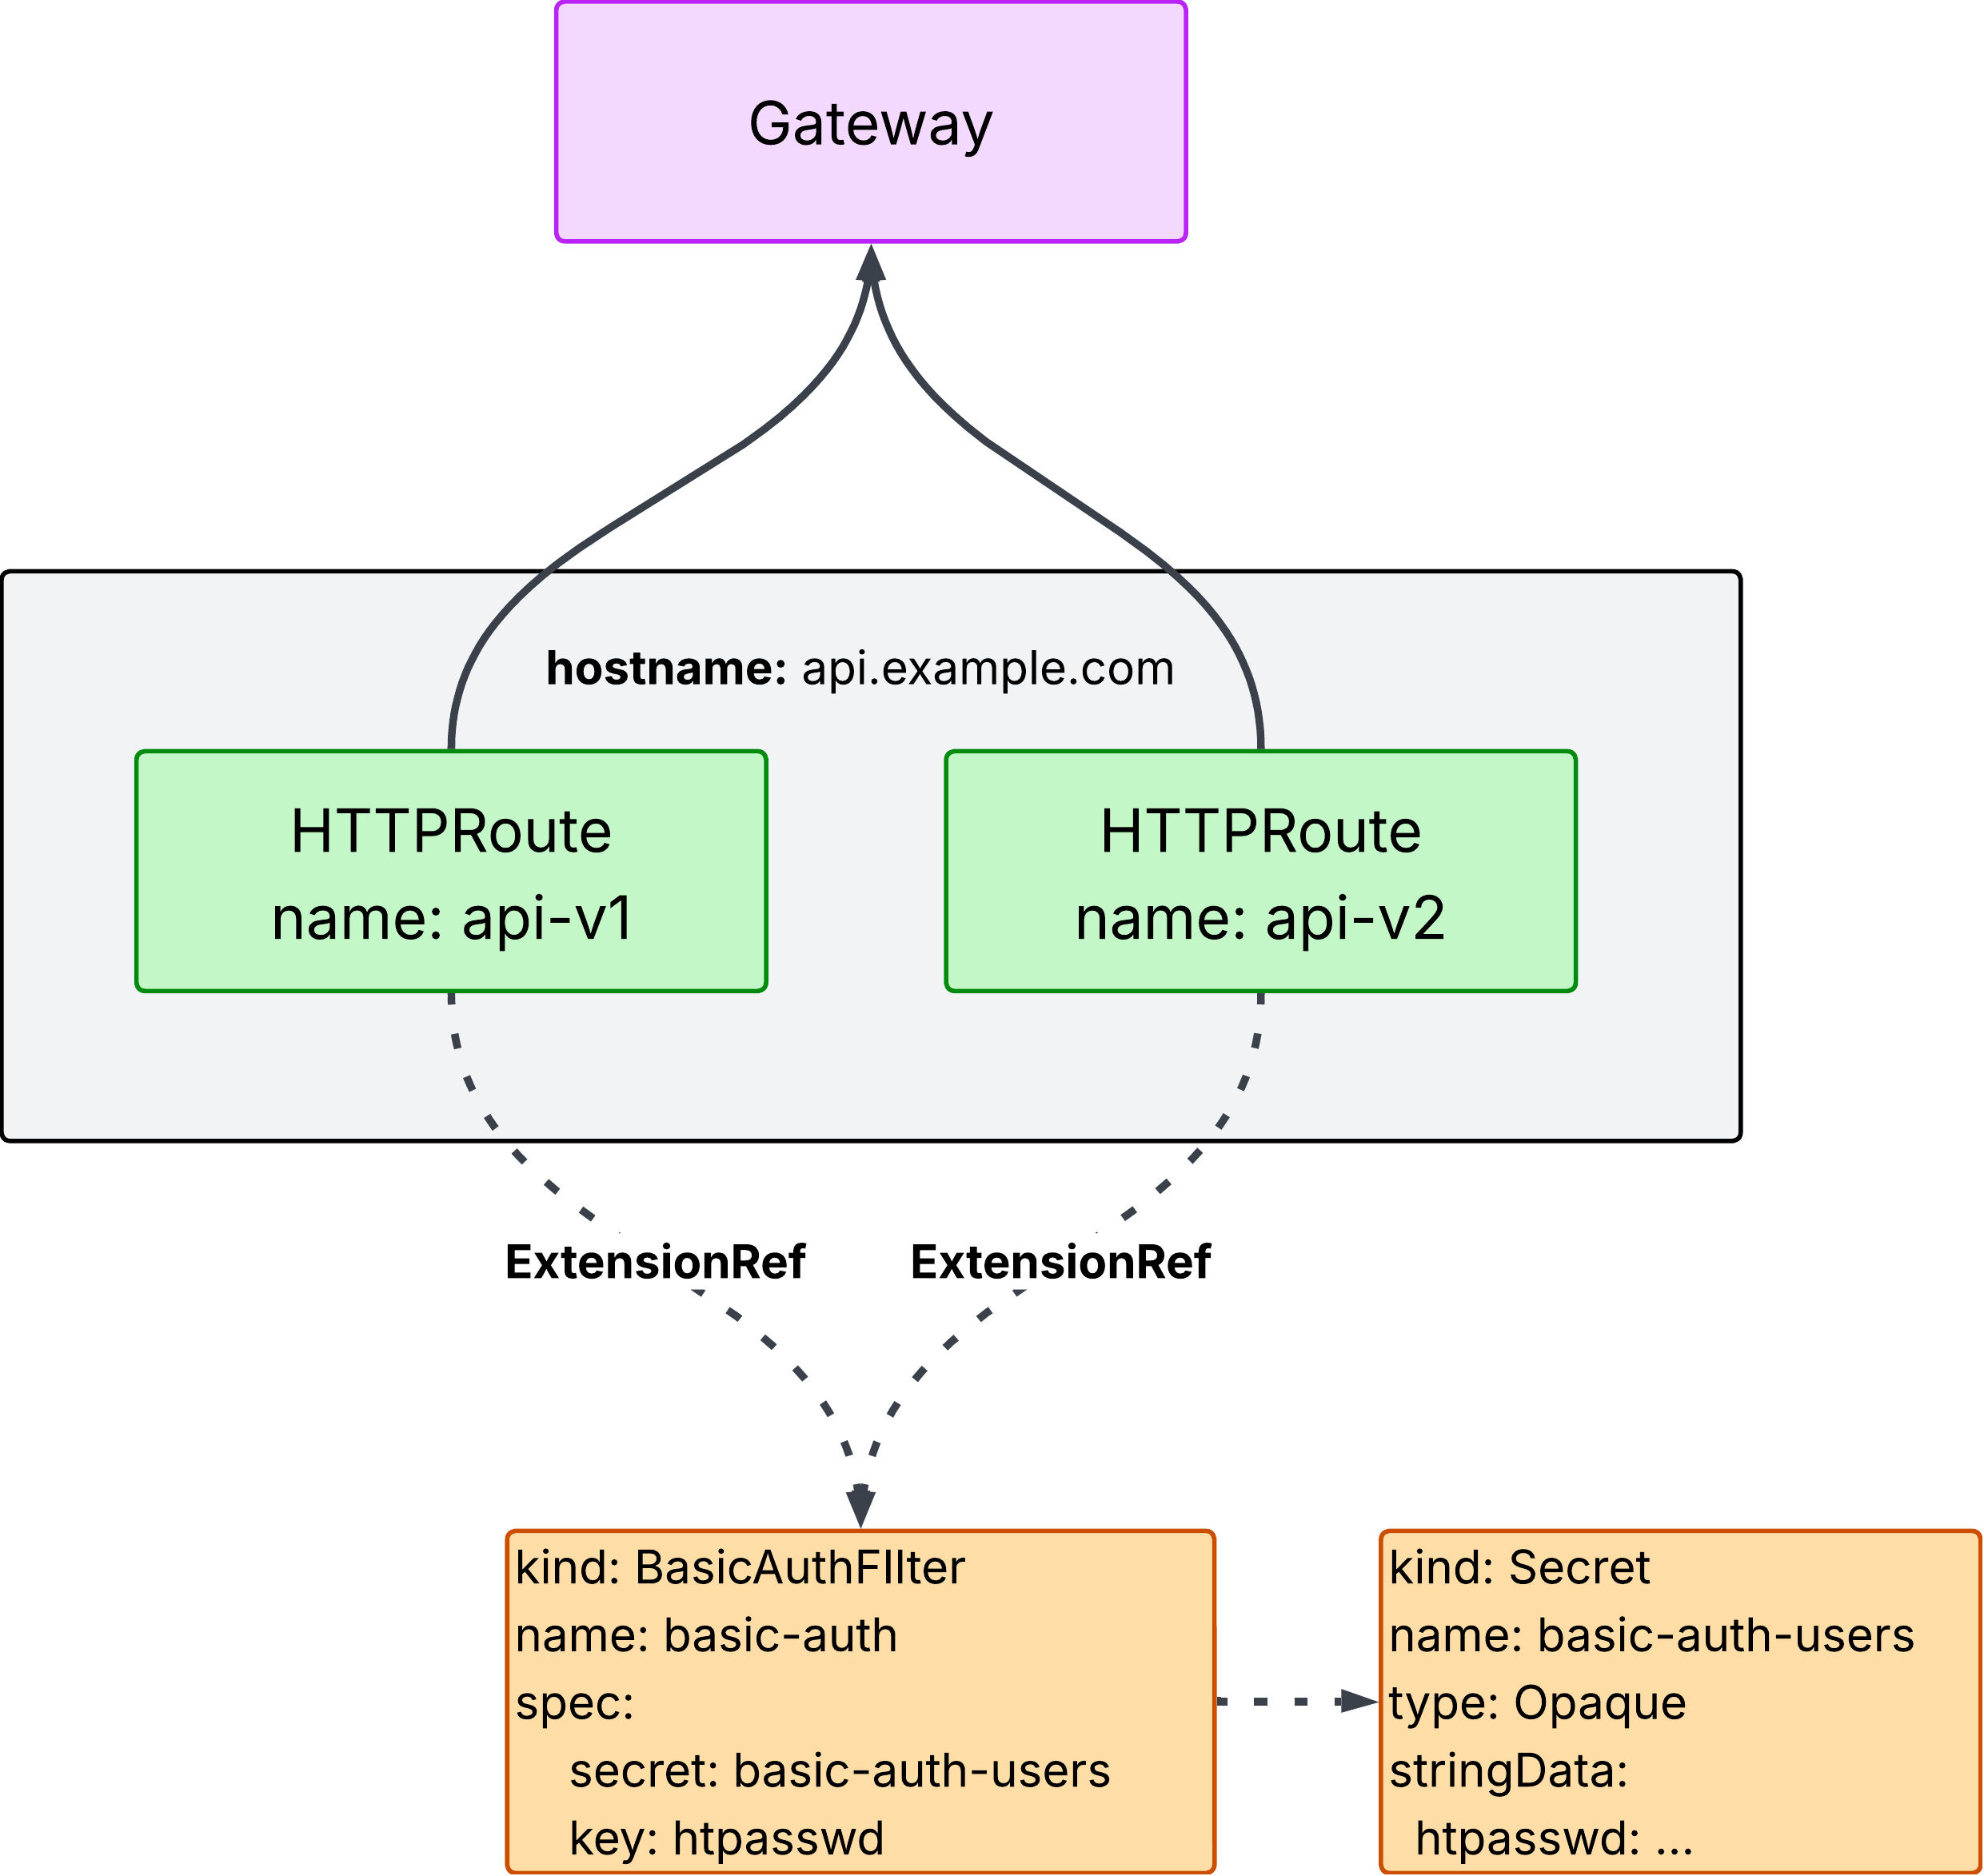 Gateway
hostname: api.example.com
HTTPRoute
name: api-v1
HTTPRoute
name: api-v2
ExtensionRef
ExtensionRef
kind: BasicAuthFIlter
name: basic-auth
spec:
secret: basic-auth-users
key: htpasswd
kind: Secret
name: basic-auth-users
type: Opaque
stringData:
htpasswd: ...